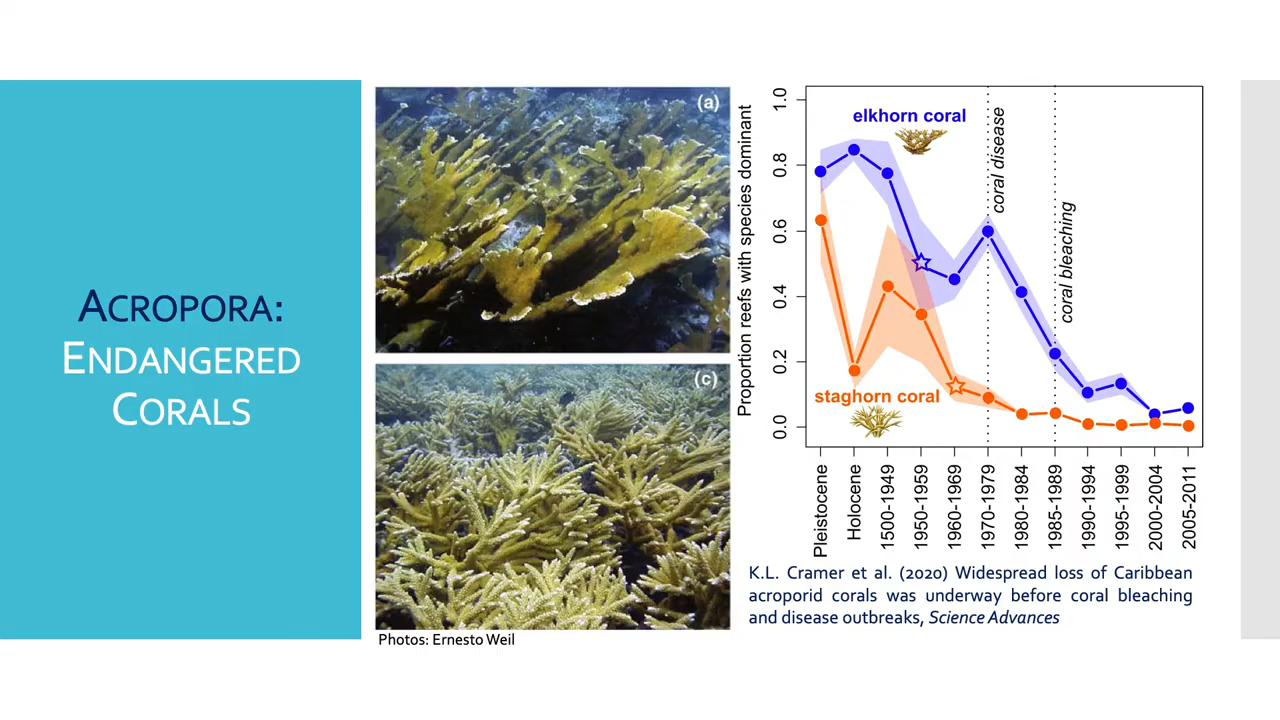 ACROPORA:
ENDANGERED
CORALS
(a)
(c)
Photos: Ernesto Weil
Proportion reefs with species dominant
1.0
0.8
0.6
0.4
0.2
0.0
elkhorn coral
staghorn coral
coral disease
coral bleaching
Pleistocene
Holocene
1500-1949
1950-1959
1960-1969
1970-1979
1980-1984
1985-1989
1990-1994
1995-1999
2000-2004
2005-2011
K.L. Cramer et al. (2020) Widespread loss of Caribbean
acroporid corals was underway before coral bleaching
and disease outbreaks, Science Advances